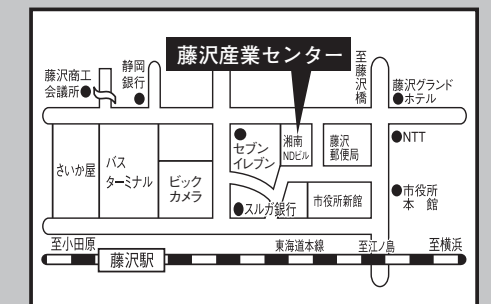 藤沢産業センター
藤沢商工
会議所
静岡
銀行
至藤沢橋
藤沢グランド
ホテル
さいか屋
バス
ターミナル
ビック
カメラ
セブン
イレブン
湘南
NDビル
藤沢
郵便局
NTT
スルガ銀行
市役所新館
市役所
本館
至小田原
藤沢駅
東海道本線
至江ノ島
至横浜